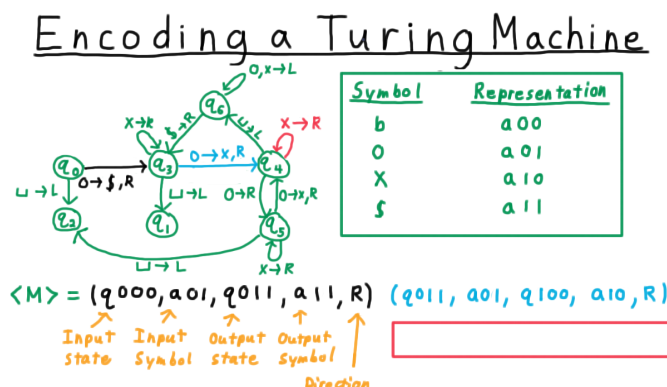 Encoding a Turing Machine
0,x→L
q6
x→R
$→R
⊔→L
x→R
q0
0→$,R
q3
0→x,R
q4
⊔→L
⊔→L
0→R
0→x,R
q2
q1
q5
⊔→L
x→R
Symbol Representation
b a00
0 a01
x a10
$ a11
<M> = (q000, a01, q011, a11, R) (q011, a01, q100, a10, R)
Input state
Input Symbol
Output state
Output Symbol
Direction